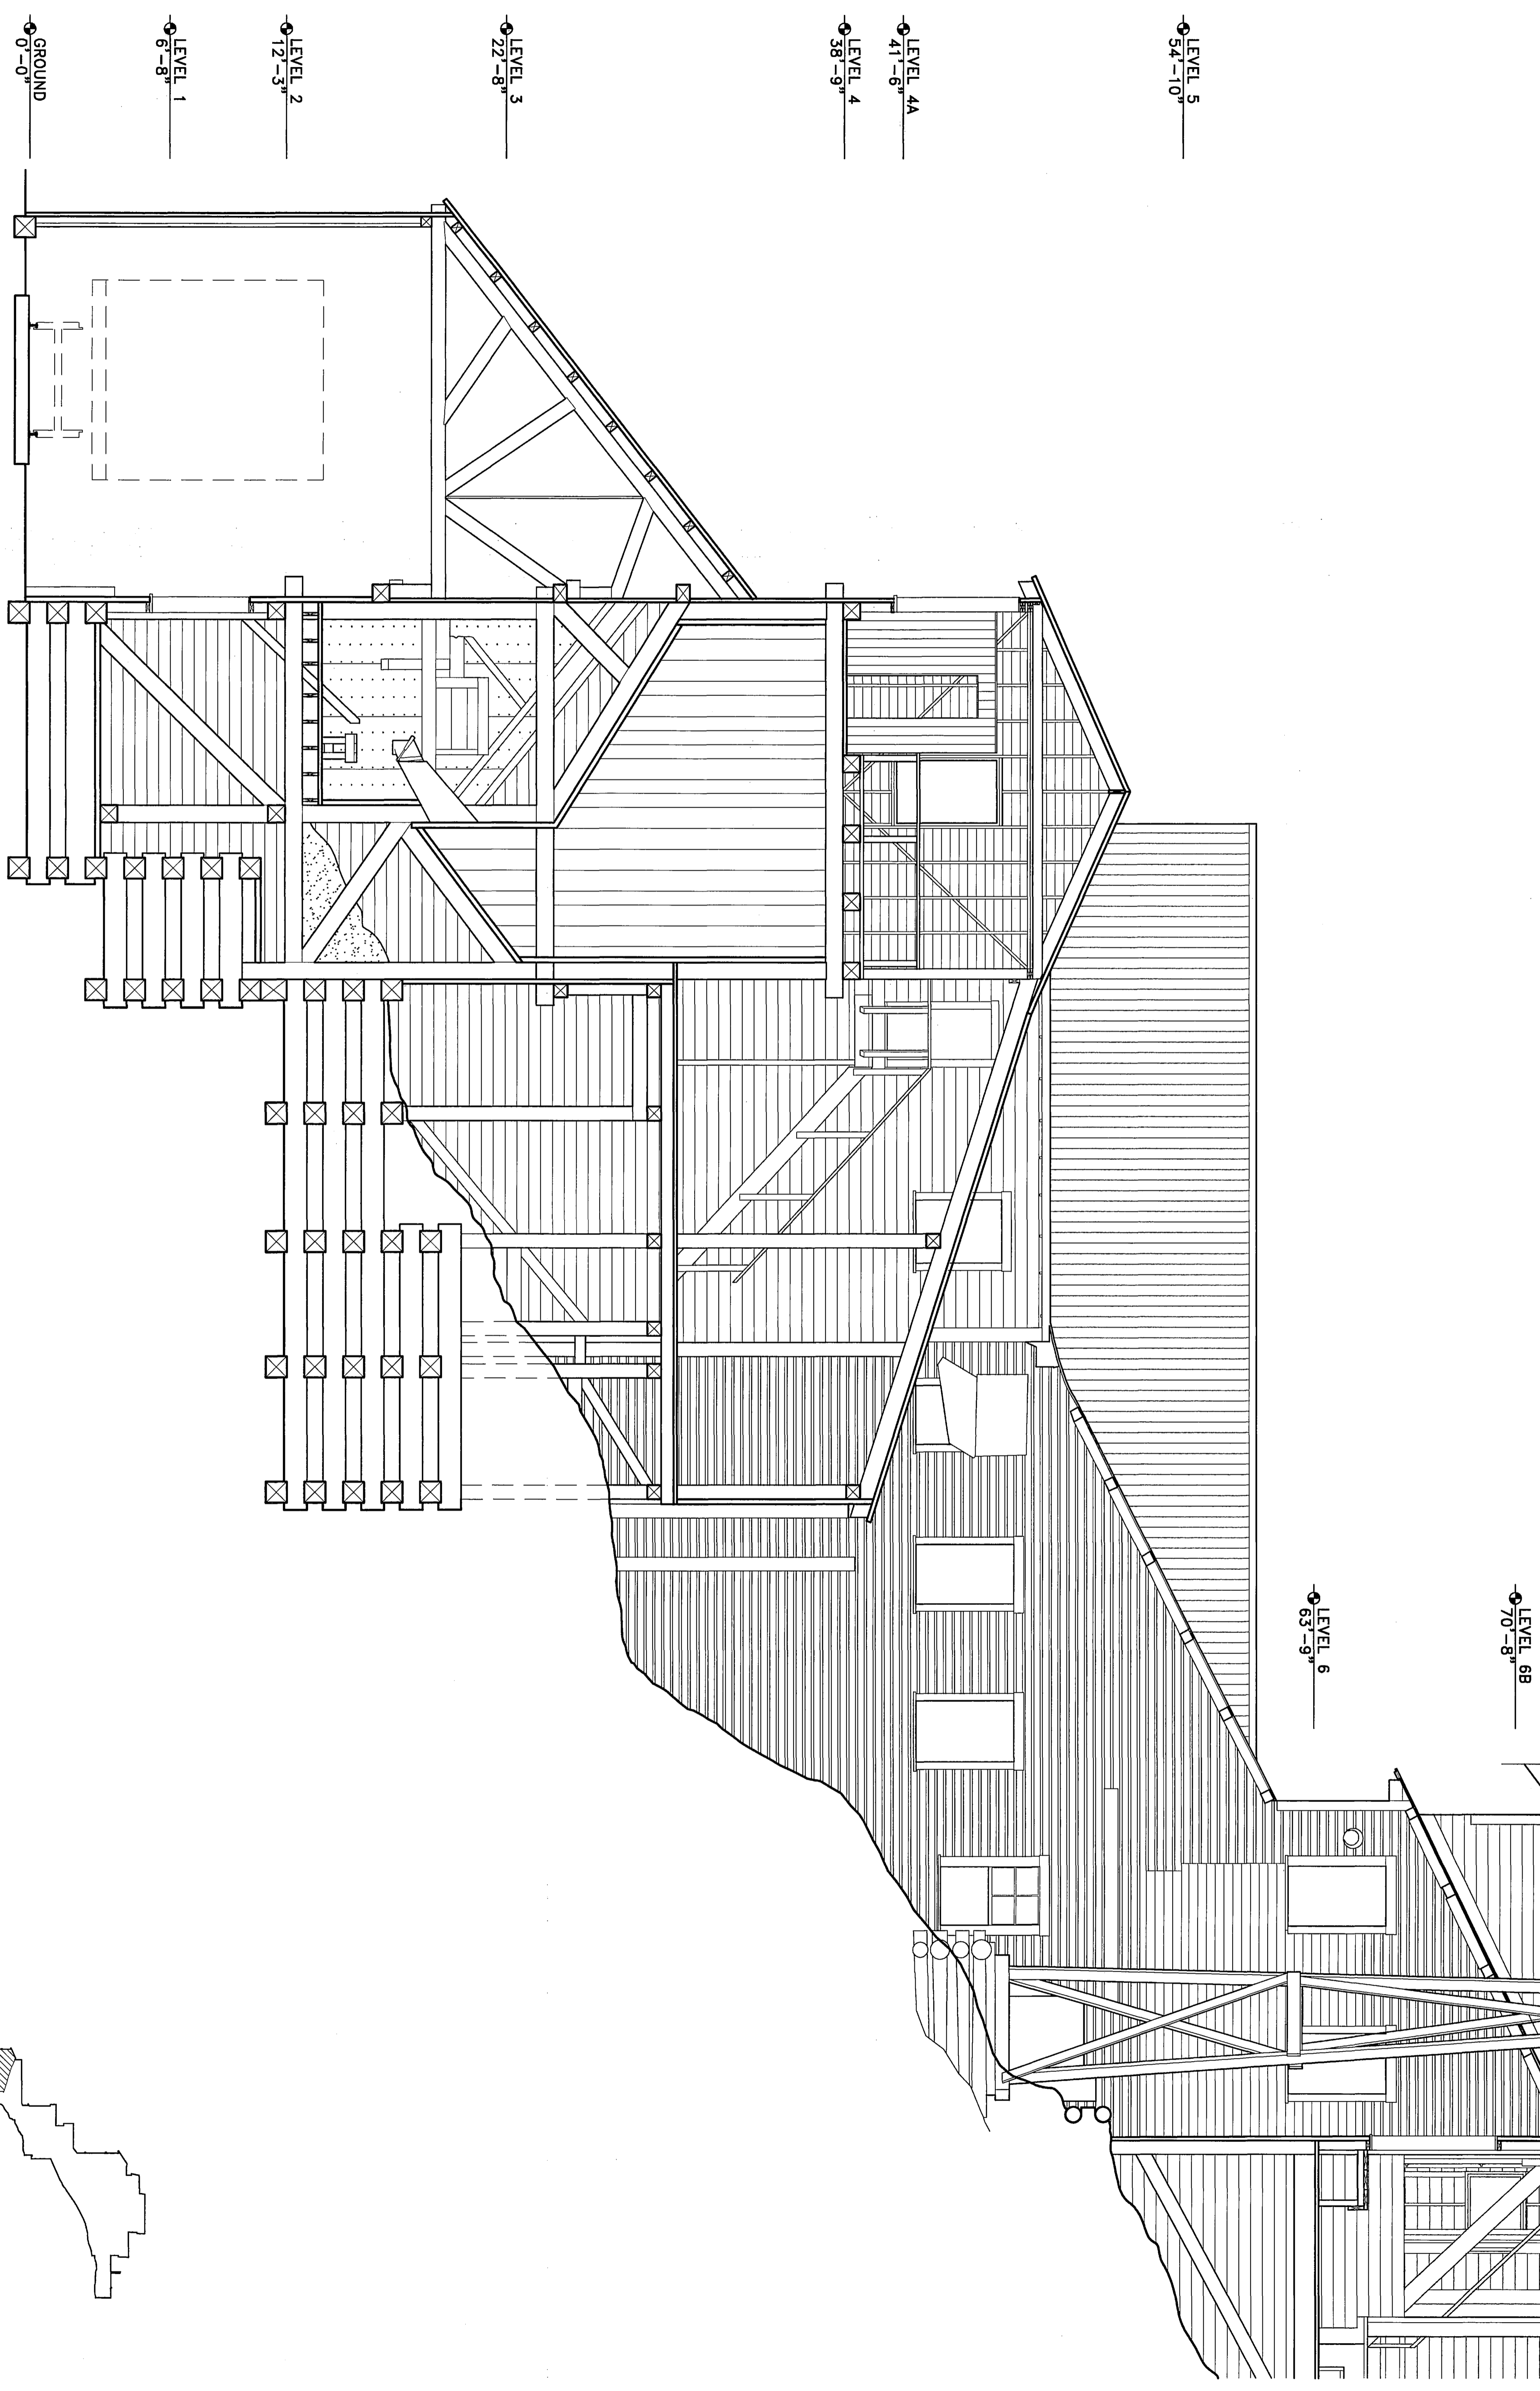 LEVEL 5
54'-10"
LEVEL 4A
41'-6"
LEVEL 4
38'-9"
LEVEL 3
22'-8"
LEVEL 2
12'-3"
LEVEL 1
6'-8"
GROUND
0'-0"
LEVEL 6B
70'-8"
LEVEL 6
63'-9"